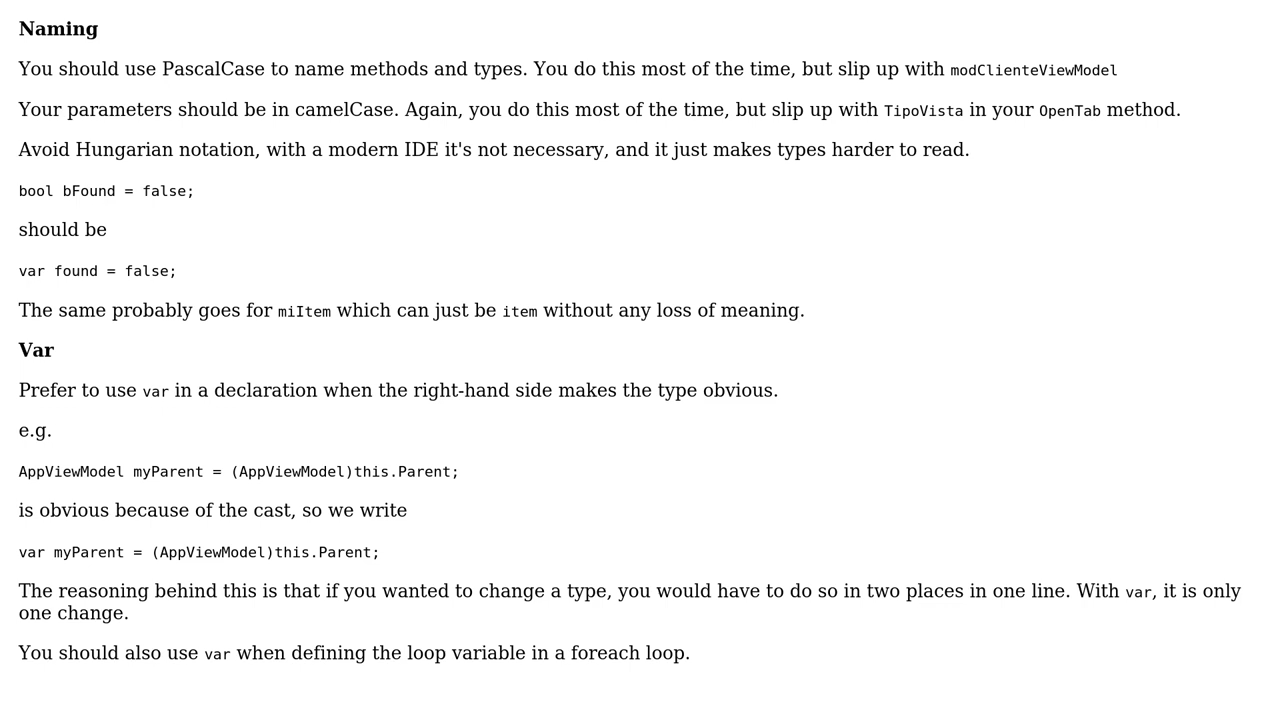 Naming
You should use PascalCase to name methods and types. You do this most of the time, but slip up with modClienteViewModel
Your parameters should be in camelCase. Again, you do this most of the time, but slip up with TipoVista in your OpenTab method.
Avoid Hungarian notation, with a modern IDE it's not necessary, and it just makes types harder to read.
bool bFound = false;
should be
var found = false;
The same probably goes for miItem which can just be item without any loss of meaning.
Var
Prefer to use var in a declaration when the right-hand side makes the type obvious.
e.g.
AppViewModel myParent = (AppViewModel)this.Parent;
is obvious because of the cast, so we write
var myParent = (AppViewModel)this.Parent;
The reasoning behind this is that if you wanted to change a type, you would have to do so in two places in one line. With var, it is only
one change.
You should also use var when defining the loop variable in a foreach loop.